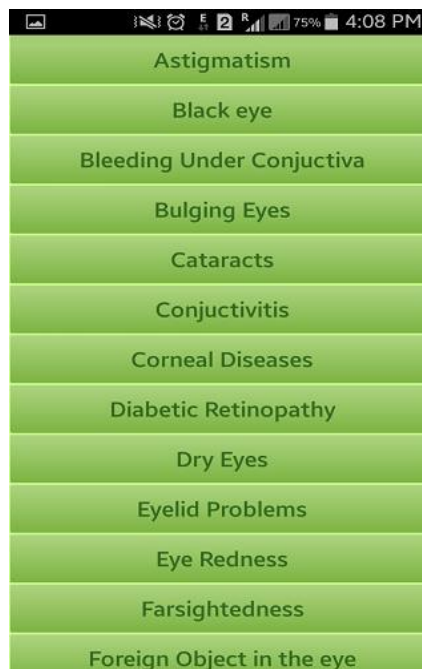 E 2 R 75% 4:08 PM
Astigmatism
Black eye
Bleeding Under Conjuctiva
Bulging Eyes
Cataracts
Conjuctivitis
Corneal Diseases
Diabetic Retinopathy
Dry Eyes
Eyelid Problems
Eye Redness
Farsightedness
Foreign Object in the eye